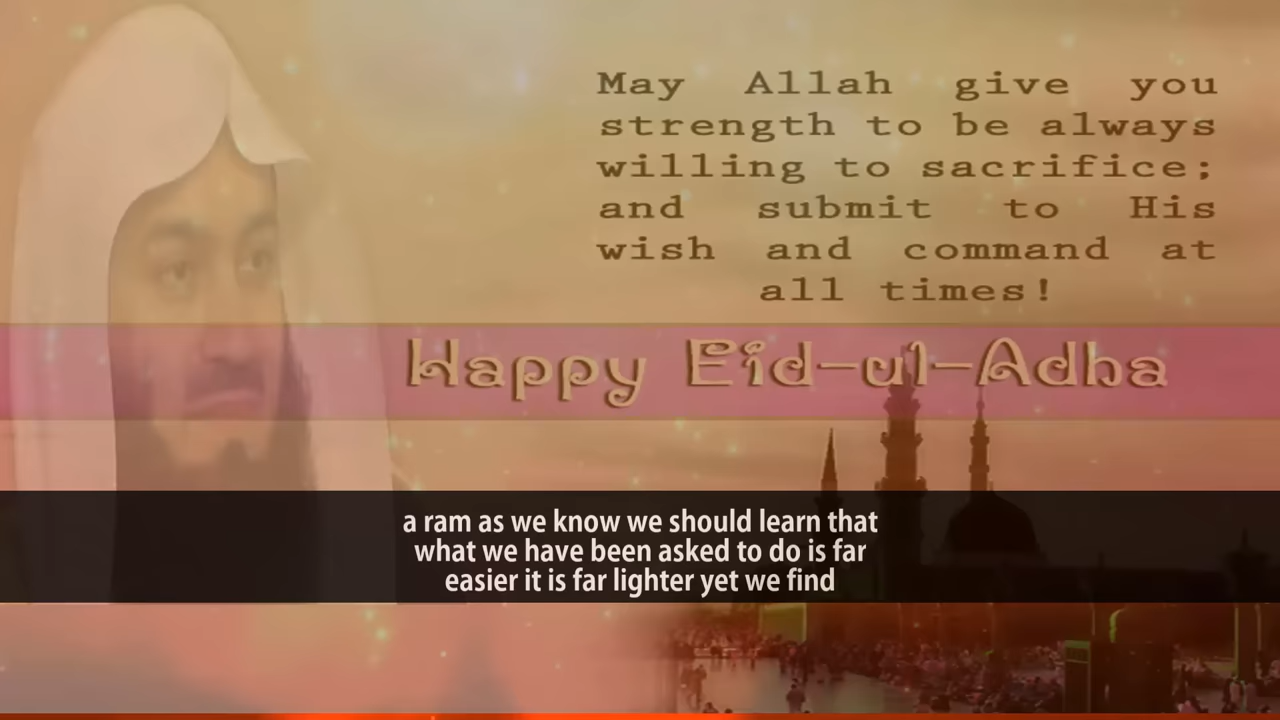 May Allah give you
strength to be always
willing to sacrifice;
and submit to His
wish and command at
all times!
Happy Eid-ul-Adha
a ram as we know we should learn that
what we have been asked to do is far
easier it is far lighter yet we find